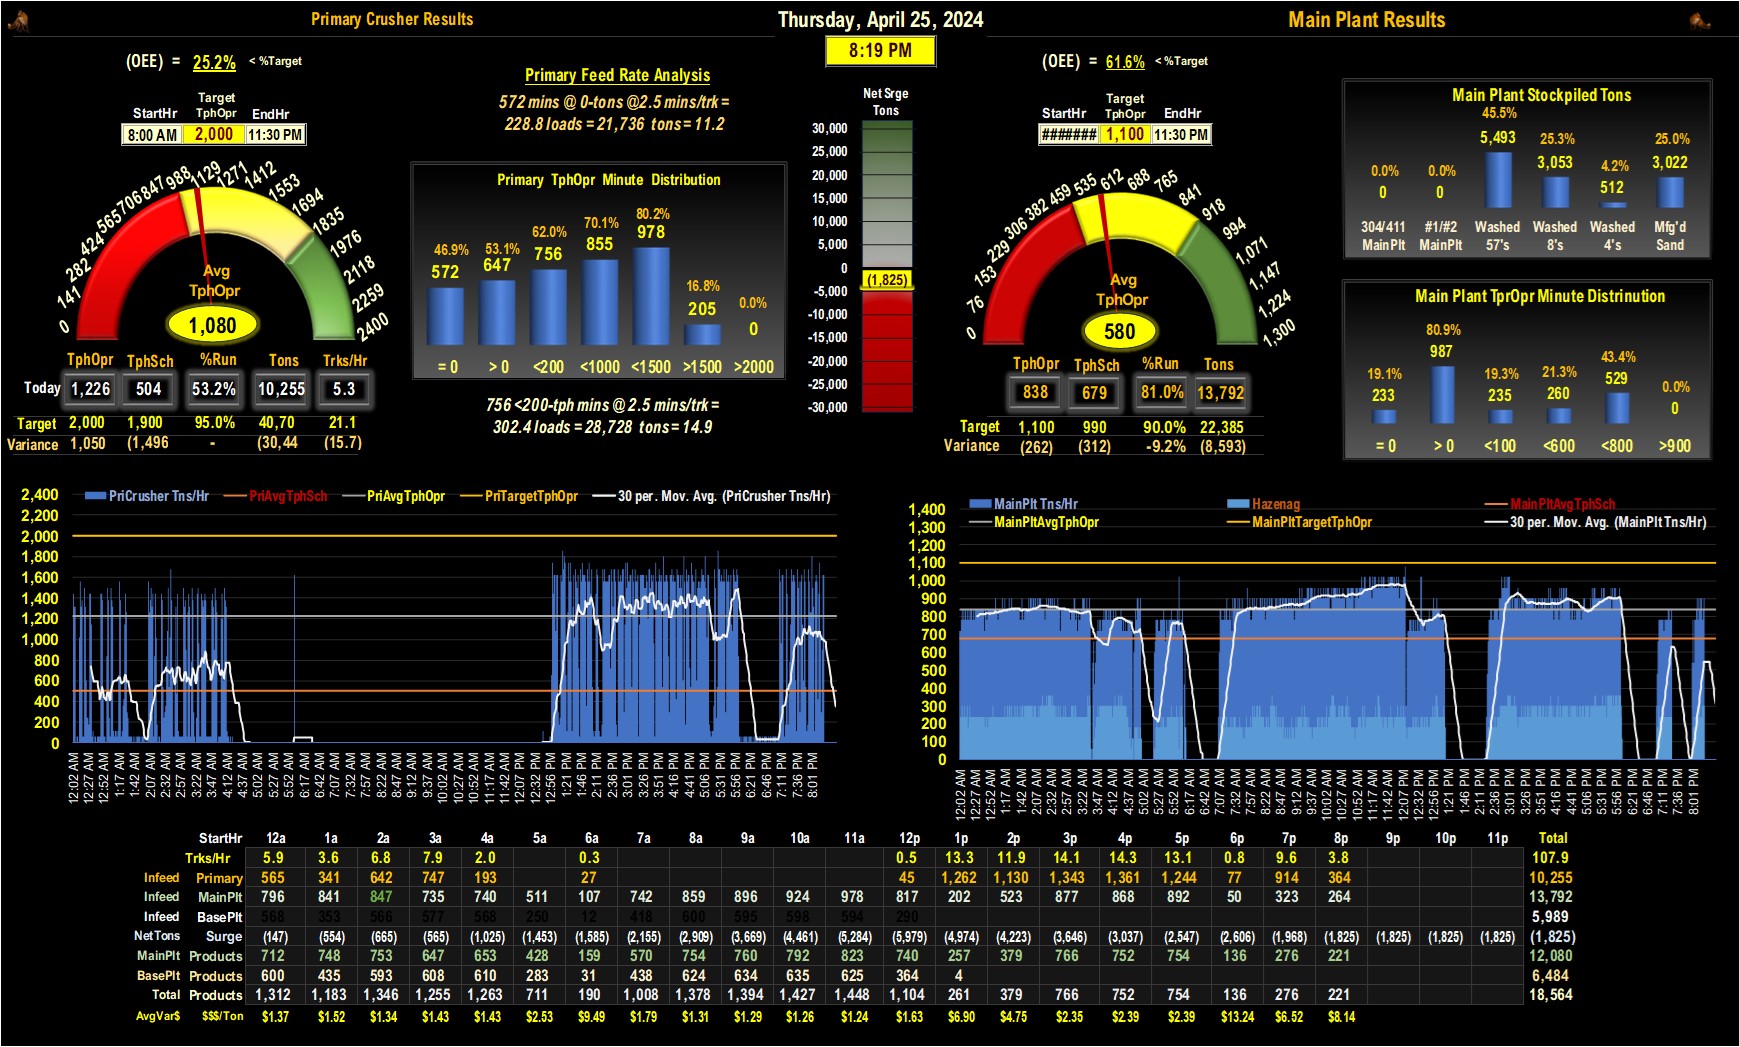 Primary Crusher Results
Thursday, April 25, 2024
Main Plant Results
8:19 PM
(OEE) = 25.2% < %Target
StartHr Target TphOpr EndHr
8:00 AM 2,000 11:30 PM
0 141 282 424 565 706 847 988 1129 1271 1412 1553 1694 1835 1976 2118 2259 2400
Avg
TphOpr
1,080
TphOpr TphSch %Run Tons Trks/Hr
Today 1,226 504 53.2% 10,255 5.3
Target 2,000 1,900 95.0% 40,70 21.1
Variance 1,050 (1,496 - (30,44 (15.7)
Primary Feed Rate Analysis
572 mins @ 0-tons @2.5 mins/trk =
228.8 loads = 21,736 tons = 11.2
Primary TphOpr Minute Distribution
46.9% 53.1% 62.0% 70.1% 80.2% 16.8% 0.0%
572 647 756 855 978 205 0
= 0 > 0 <200 <1000 <1500 >1500 >2000
756 <200-tph mins @ 2.5 mins/trk =
302.4 loads = 28,728 tons = 14.9
Net Srge
Tons
30,000
25,000
20,000
15,000
10,000
5,000
0
(1,825)
-5,000
-10,000
-15,000
-20,000
-25,000
-30,000
(OEE) = 61.6% < %Target
StartHr Target TphOpr EndHr
####### 1,100 11:30 PM
0 76 153 229 306 382 459 535 612 688 765 841 918 994 1,071 1,147 1,224 1,300
Avg
TphOpr
580
TphOpr TphSch %Run Tons
838 679 81.0% 13,792
Target 1,100 990 90.0% 22,385
Variance (262) (312) -9.2% (8,593)
Main Plant Stockpiled Tons
0.0% 0.0% 45.5% 25.3% 4.2% 25.0%
0 0 5,493 3,053 512 3,022
304/411 #1/#2 Washed Washed Washed Mfg'd
MainPlt MainPlt 57's 8's 4's Sand
Main Plant TprOpr Minute Distrinution
19.1% 80.9% 19.3% 21.3% 43.4% 0.0%
233 987 235 260 529 0
= 0 > 0 <100 <600 <800 >900
PriCrusher Tns/Hr PriAvgTphSch PriAvgTphOpr PriTargetTphOpr 30 per. Mov. Avg. (PriCrusher Tns/Hr)
2,400
2,200
2,000
1,800
1,600
1,400
1,200
1,000
800
600
400
200
0
12:02 AM 12:27 AM 12:52 AM 1:17 AM 1:42 AM 2:07 AM 2:32 AM 2:57 AM 3:22 AM 3:47 AM 4:12 AM 4:37 AM 5:02 AM 5:27 AM 5:52 AM 6:17 AM 6:42 AM 7:07 AM 7:32 AM 7:57 AM 8:22 AM 8:47 AM 9:12 AM 9:37 AM 10:02 AM 10:27 AM 10:52 AM 11:17 AM 11:42 AM 12:07 PM 12:32 PM 12:56 PM 1:21 PM 1:46 PM 2:11 PM 2:36 PM 3:01 PM 3:26 PM 3:51 PM 4:16 PM 4:41 PM 5:06 PM 5:31 PM 5:56 PM 6:21 PM 6:46 PM 7:11 PM 7:36 PM 8:01 PM
MainPlt Tns/Hr Hazenag MainPltAvgTphSch
MainPltAvgTphOpr MainPltTargetTphOpr 30 per. Mov. Avg. (MainPlt Tns/Hr)
1,400
1,300
1,200
1,100
1,000
900
800
700
600
500
400
300
200
100
0
12:02 AM 12:27 AM 12:52 AM 1:17 AM 1:42 AM 2:07 AM 2:32 AM 2:57 AM 3:22 AM 3:47 AM 4:12 AM 4:37 AM 5:02 AM 5:27 AM 5:52 AM 6:17 AM 6:42 AM 7:07 AM 7:32 AM 7:57 AM 8:22 AM 8:47 AM 9:12 AM 9:37 AM 10:02 AM 10:27 AM 10:52 AM 11:17 AM 11:42 AM 12:07 PM 12:32 PM 12:56 PM 1:21 PM 1:46 PM 2:11 PM 2:36 PM 3:01 PM 3:26 PM 3:51 PM 4:16 PM 4:41 PM 5:06 PM 5:31 PM 5:56 PM 6:21 PM 6:46 PM 7:11 PM 7:36 PM 8:01 PM
StartHr 12a 1a 2a 3a 4a 5a 6a 7a 8a 9a 10a 11a 12p 1p 2p 3p 4p 5p 6p 7p 8p 9p 10p 11p Total
Trks/Hr 5.9 3.6 6.8 7.9 2.0 0.3 0.5 13.3 11.9 14.1 14.3 13.1 0.8 9.6 3.8 107.9
Infeed Primary 565 341 642 747 193 27 45 1,262 1,130 1,343 1,361 1,244 77 914 364 10,255
Infeed MainPlt 796 841 847 735 740 511 107 742 859 896 924 978 817 202 523 877 868 892 50 323 264 13,792
Infeed BasePlt 568 353 566 577 568 250 12 418 600 595 598 594 290 5,989
NetTons Surge (147) (554) (665) (565) (1,025) (1,453) (1,585) (2,155) (2,909) (3,669) (4,461) (5,284) (5,979) (4,974) (4,223) (3,646) (3,037) (2,547) (2,606) (1,968) (1,825) (1,825) (1,825) (1,825) (1,825)
MainPlt Products 712 748 753 647 653 428 159 570 754 760 792 823 740 257 379 766 752 754 136 276 221 12,080
BasePlt Products 600 435 593 608 610 283 31 438 624 634 635 625 364 4 6,484
Total Products 1,312 1,183 1,346 1,255 1,263 711 190 1,008 1,378 1,394 1,427 1,448 1,104 261 379 766 752 754 136 276 221 18,564
AvgVar$ $$$/Ton $1.37 $1.52 $1.34 $1.43 $1.43 $2.53 $9.49 $1.79 $1.31 $1.29 $1.26 $1.24 $1.63 $6.90 $4.75 $2.35 $2.39 $2.39 $13.24 $6.52 $8.14